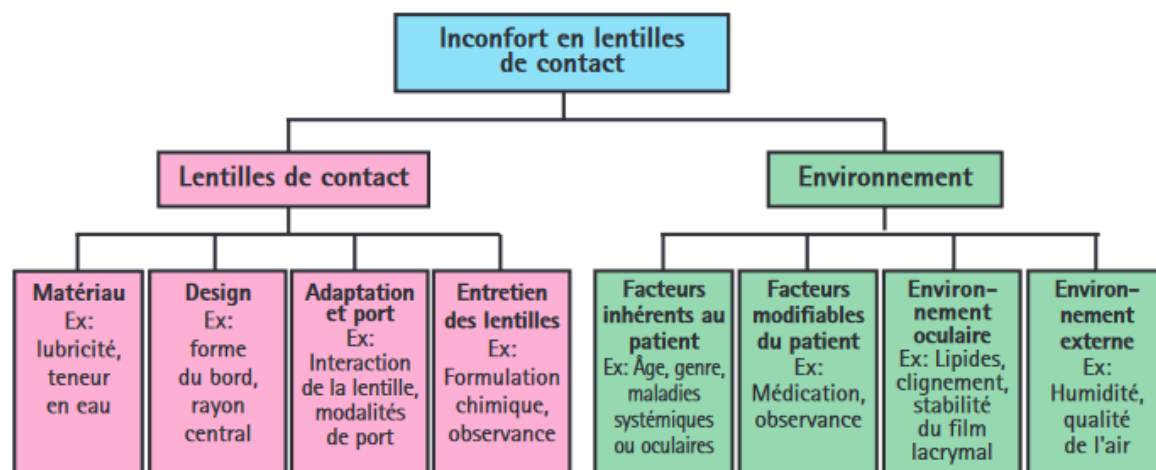 Inconfort en lentilles
de contact
Lentilles de contact
Environnement
Matériau
Ex:
lubricité,
teneur
en eau
Design
Ex:
forme
du bord,
rayon
central
Adaptation
et port
Ex:
Interaction
de la lentille,
modalités
de port
Entretien
des lentilles
Ex:
Formulation
chimique,
observance
Facteurs
inhérents au
patient
Ex: Âge, genre,
maladies
systémiques
ou oculaires
Facteurs
modifiables
du patient
Ex:
Médication,
observance
Environ-
nement
oculaire
Ex: Lipides,
clignement,
stabilité
du film
lacrymal
Environ-
nement
externe
Ex:
Humidité,
qualité
de l'air